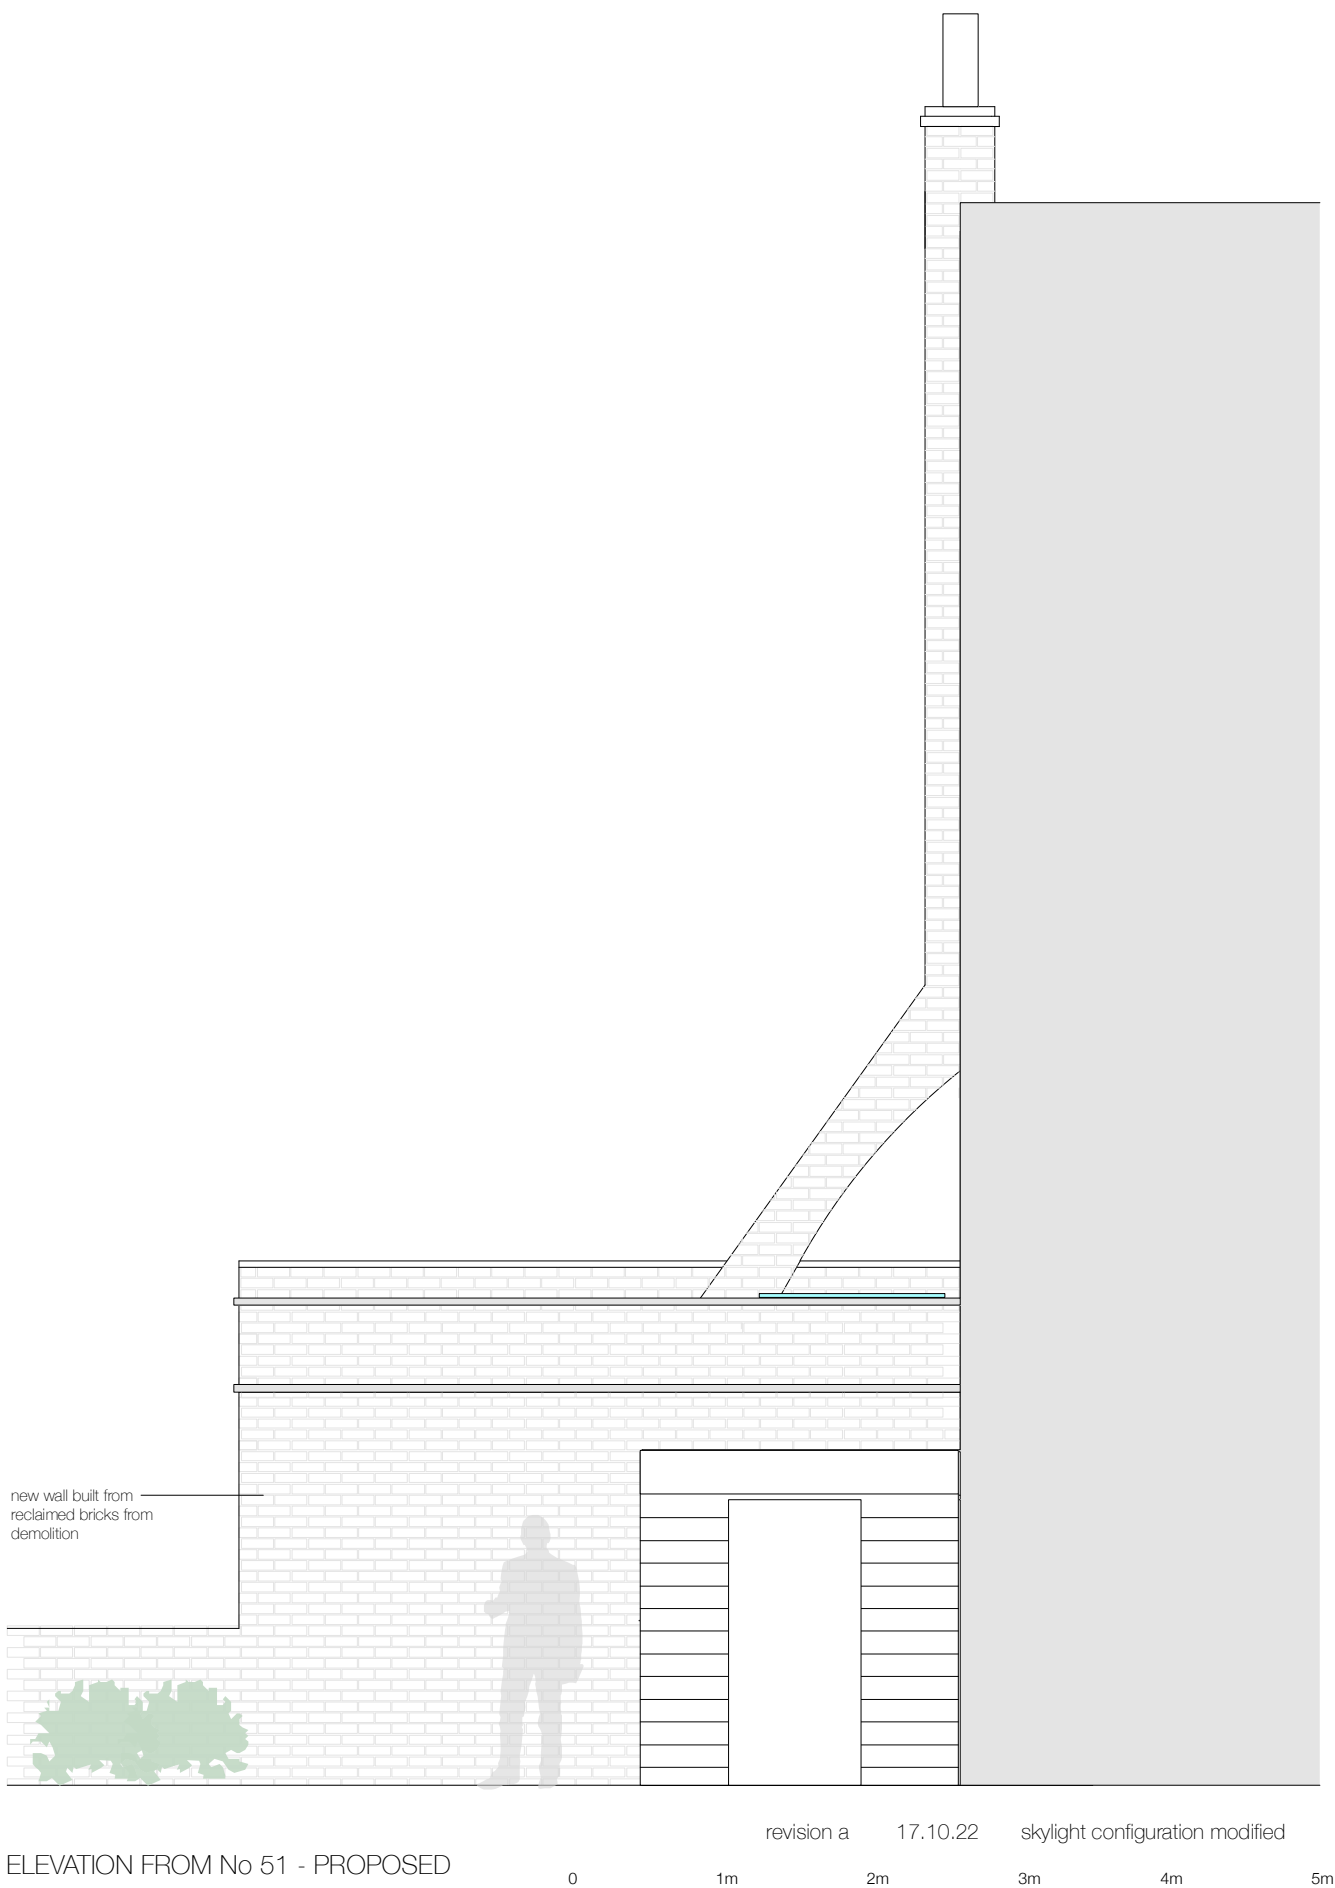 new wall built from
reclaimed bricks from
demolition
revision a 17.10.22 skylight configuration modified
ELEVATION FROM No 51 - PROPOSED
0 1m 2m 3m 4m 5m